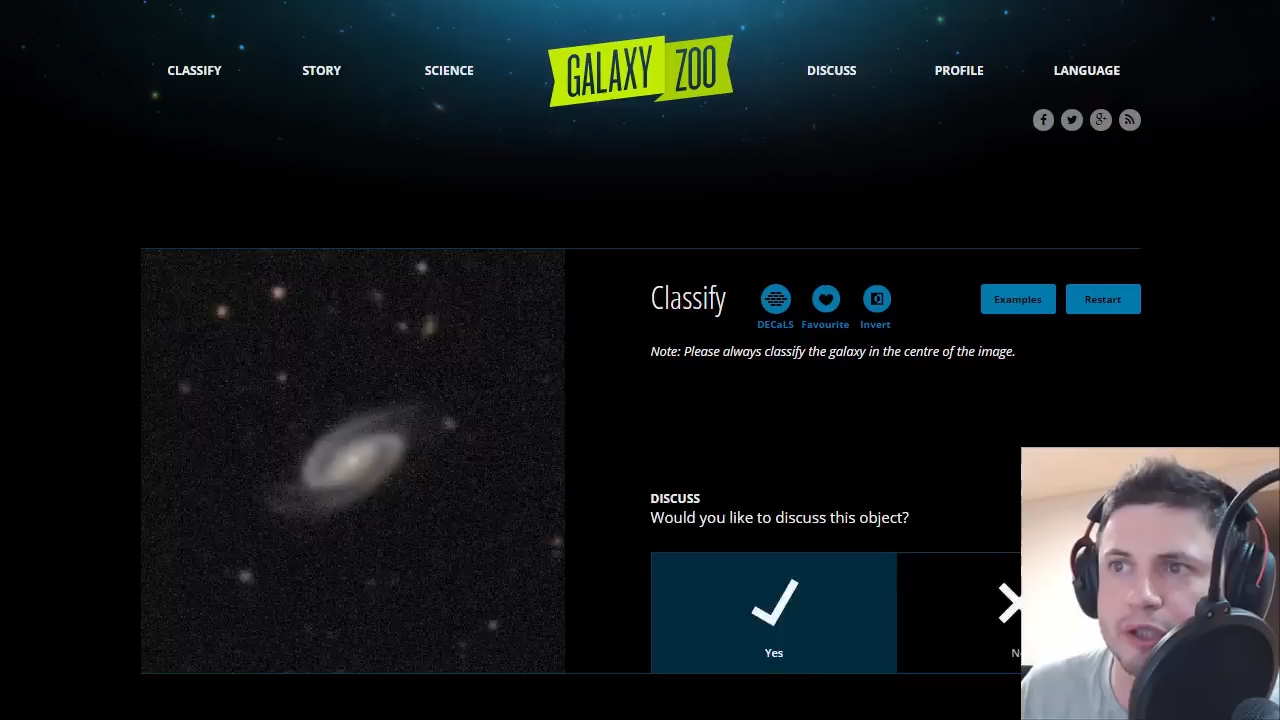 CLASSIFY STORY SCIENCE GALAXY ZOO DISCUSS PROFILE LANGUAGE
Classify
DECaLS Favourite Invert
Examples Restart
Note: Please always classify the galaxy in the centre of the image.
DISCUSS
Would you like to discuss this object?
Yes